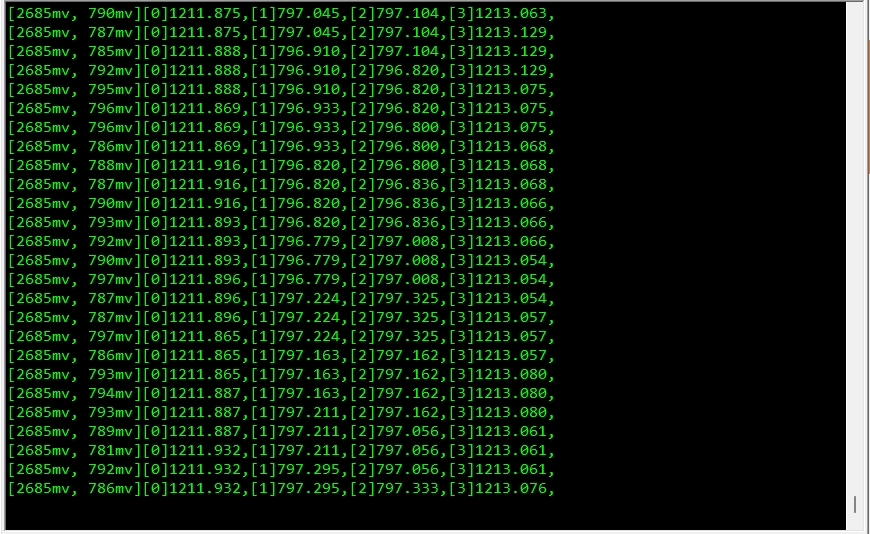 [2685mv, 790mv][0]1211.875,[1]797.045,[2]797.104,[3]1213.063,
[2685mv, 787mv][0]1211.875,[1]797.045,[2]797.104,[3]1213.129,
[2685mv, 785mv][0]1211.888,[1]796.910,[2]797.104,[3]1213.129,
[2685mv, 792mv][0]1211.888,[1]796.910,[2]796.820,[3]1213.129,
[2685mv, 795mv][0]1211.888,[1]796.910,[2]796.820,[3]1213.075,
[2685mv, 796mv][0]1211.869,[1]796.933,[2]796.820,[3]1213.075,
[2685mv, 796mv][0]1211.869,[1]796.933,[2]796.800,[3]1213.075,
[2685mv, 786mv][0]1211.869,[1]796.933,[2]796.800,[3]1213.068,
[2685mv, 788mv][0]1211.916,[1]796.820,[2]796.800,[3]1213.068,
[2685mv, 787mv][0]1211.916,[1]796.820,[2]796.836,[3]1213.068,
[2685mv, 790mv][0]1211.916,[1]796.820,[2]796.836,[3]1213.066,
[2685mv, 793mv][0]1211.893,[1]796.820,[2]796.836,[3]1213.066,
[2685mv, 792mv][0]1211.893,[1]796.779,[2]797.008,[3]1213.066,
[2685mv, 790mv][0]1211.893,[1]796.779,[2]797.008,[3]1213.054,
[2685mv, 797mv][0]1211.896,[1]796.779,[2]797.008,[3]1213.054,
[2685mv, 787mv][0]1211.896,[1]797.224,[2]797.325,[3]1213.054,
[2685mv, 787mv][0]1211.896,[1]797.224,[2]797.325,[3]1213.057,
[2685mv, 797mv][0]1211.865,[1]797.224,[2]797.325,[3]1213.057,
[2685mv, 786mv][0]1211.865,[1]797.163,[2]797.162,[3]1213.057,
[2685mv, 793mv][0]1211.865,[1]797.163,[2]797.162,[3]1213.080,
[2685mv, 794mv][0]1211.887,[1]797.163,[2]797.162,[3]1213.080,
[2685mv, 793mv][0]1211.887,[1]797.211,[2]797.162,[3]1213.080,
[2685mv, 789mv][0]1211.887,[1]797.211,[2]797.056,[3]1213.061,
[2685mv, 781mv][0]1211.932,[1]797.211,[2]797.056,[3]1213.061,
[2685mv, 792mv][0]1211.932,[1]797.295,[2]797.056,[3]1213.061,
[2685mv, 786mv][0]1211.932,[1]797.295,[2]797.333,[3]1213.076,